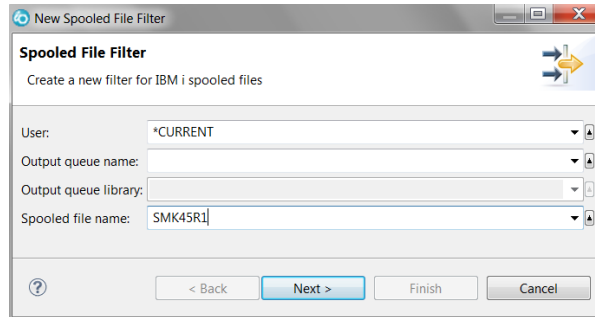 New Spooled File Filter
Spooled File Filter
Create a new filter for IBM i spooled files
User: *CURRENT
Output queue name:
Output queue library:
Spooled file name: SMK45R1
? < Back Next > Finish Cancel